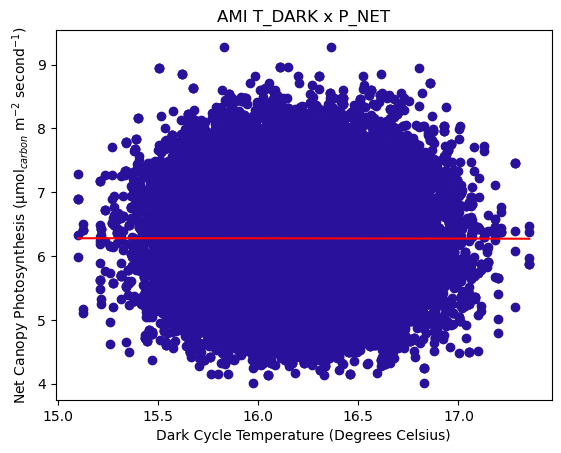 AMI T_DARK x P_NET
Net Canopy Photosynthesis (µmol_carbon m⁻² second⁻¹)
9
8
7
6
5
4
15.0 15.5 16.0 16.5 17.0
Dark Cycle Temperature (Degrees Celsius)